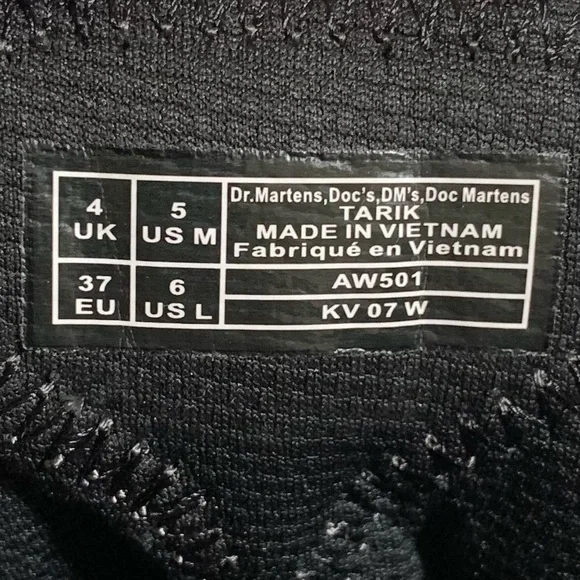 4
UK
5
US M
Dr.Martens,Doc's,DM's,Doc Martens
TARIK
MADE IN VIETNAM
Fabriqué en Vietnam
37
EU
6
US L
AW501
KV 07 W